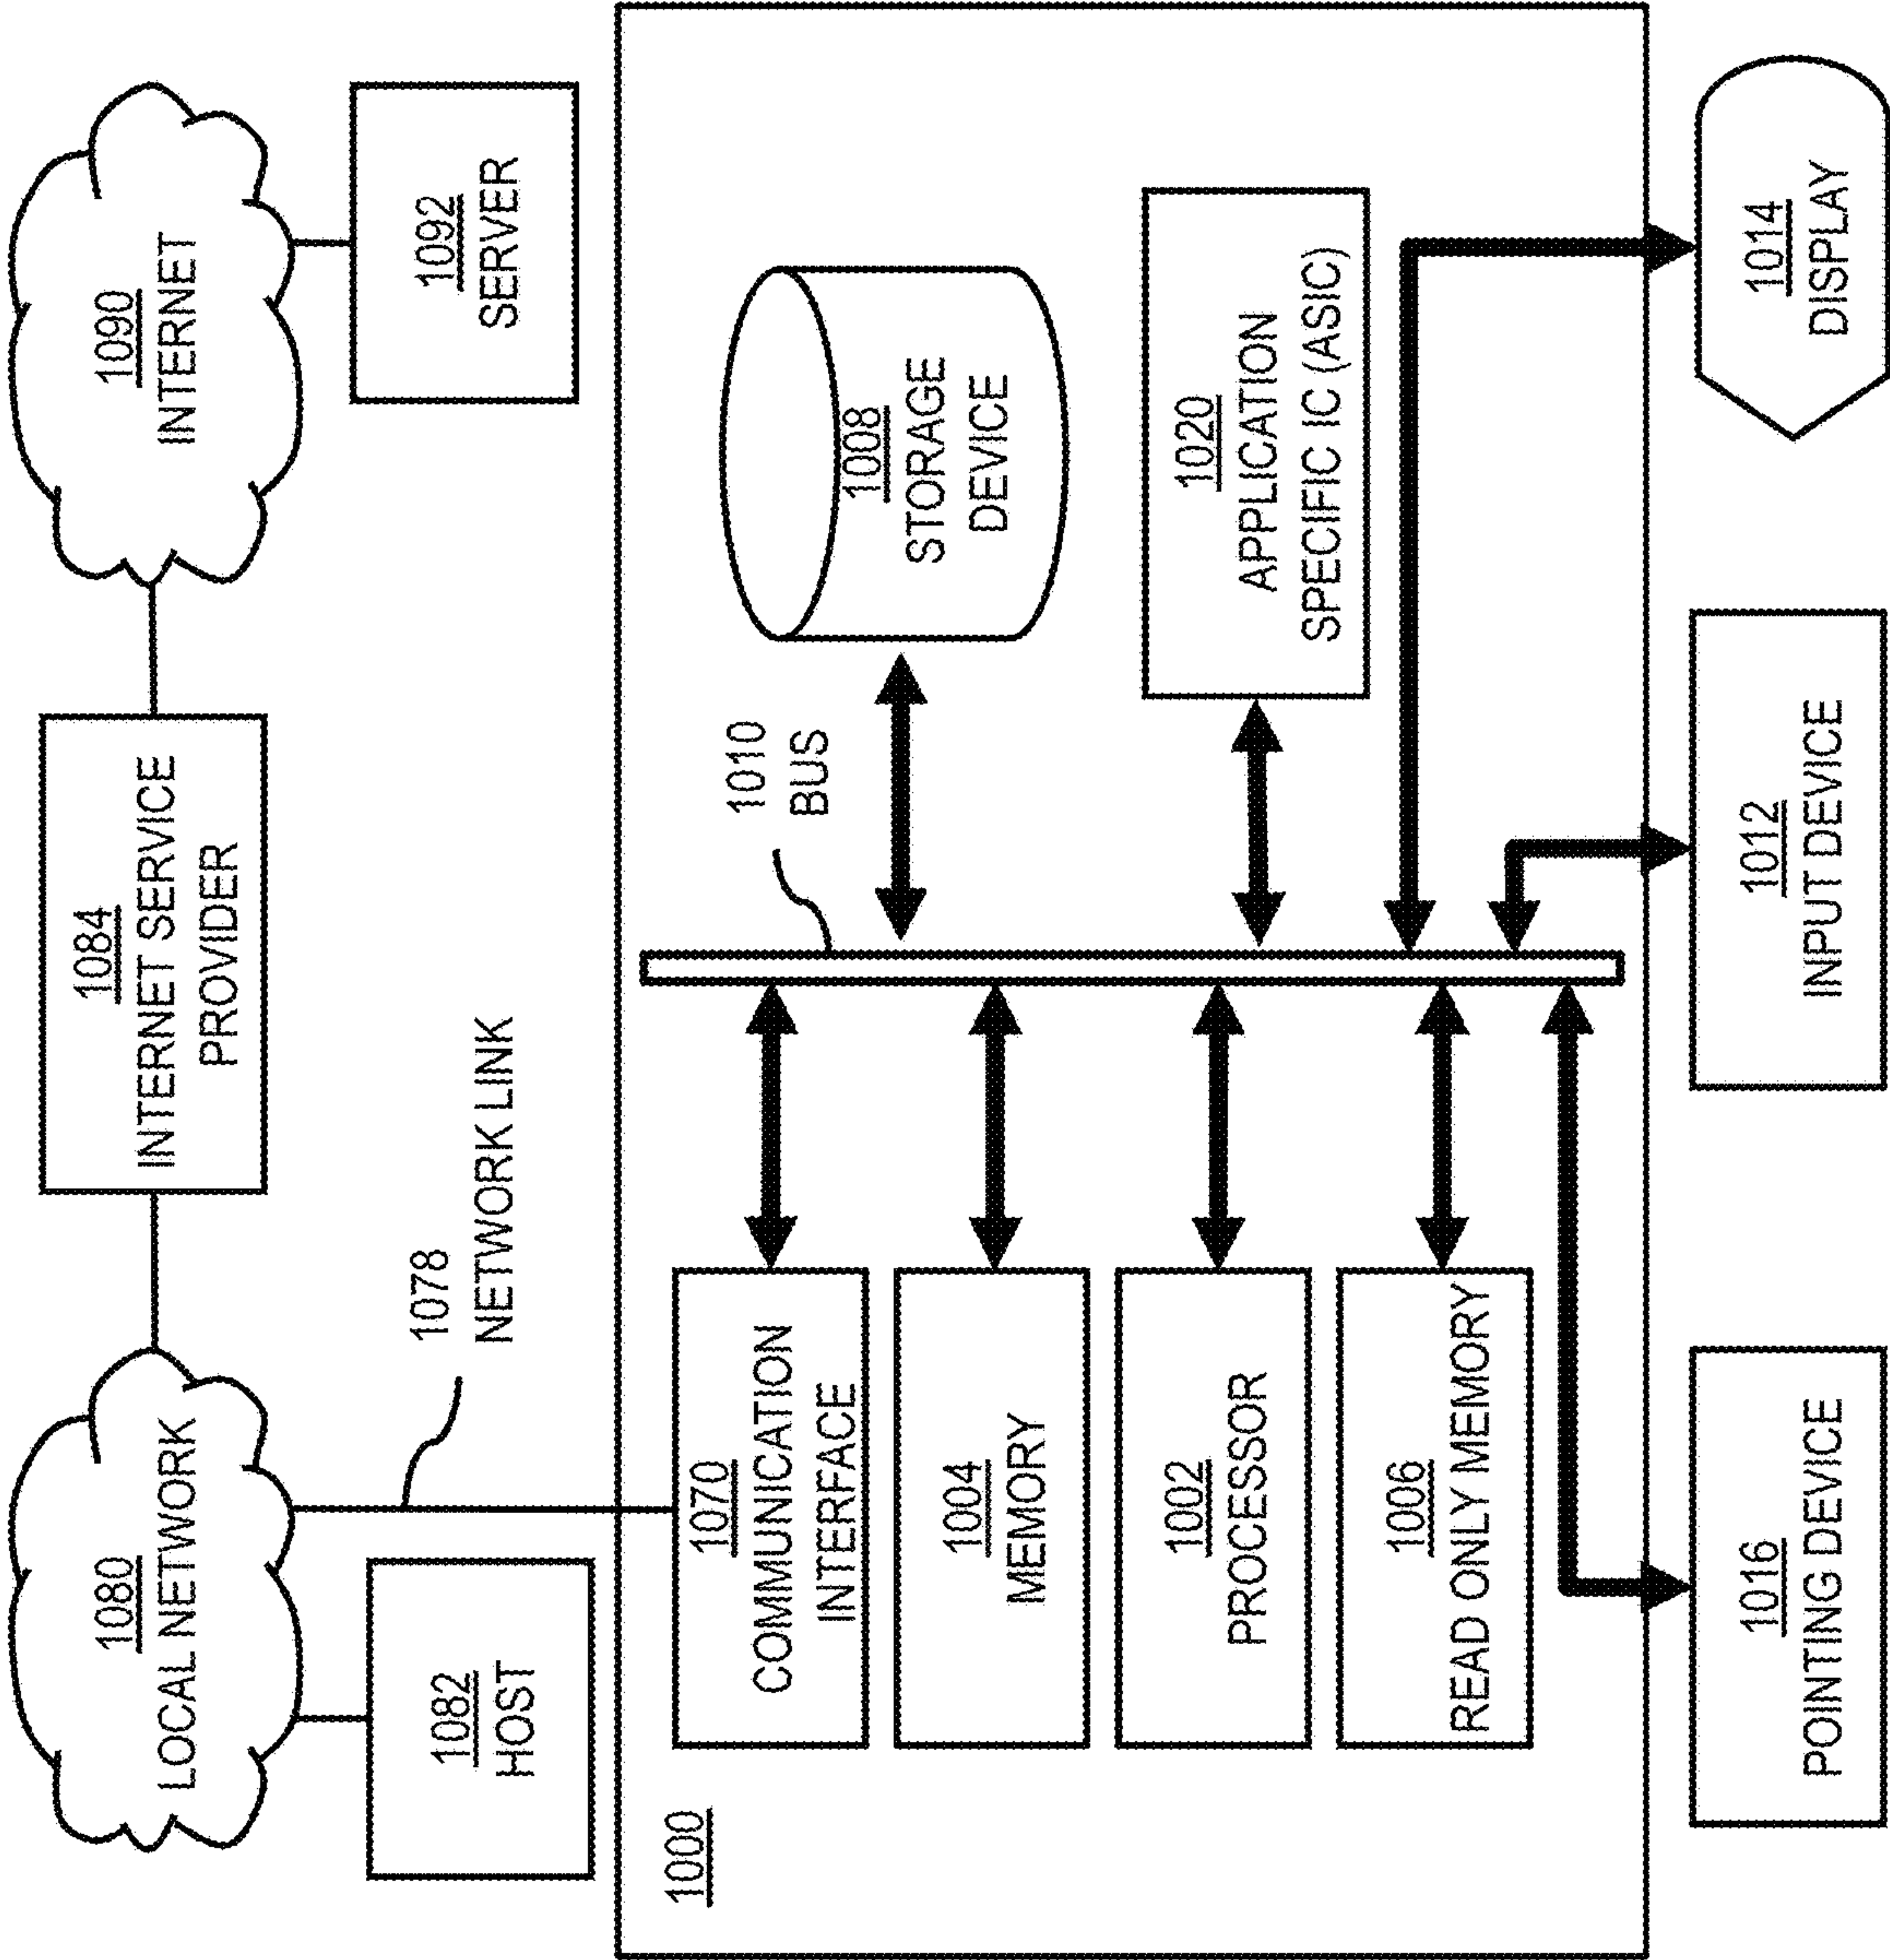 1080
LOCAL NETWORK
1084
INTERNET SERVICE
PROVIDER
1090
INTERNET
1082
HOST
1078
NETWORK LINK
1092
SERVER
1000
1070
COMMUNICATION
INTERFACE
1010
BUS
1008
STORAGE
DEVICE
1004
MEMORY
1002
PROCESSOR
1020
APPLICATION
SPECIFIC IC (ASIC)
1006
READ ONLY MEMORY
1016
POINTING DEVICE
1012
INPUT DEVICE
1014
DISPLAY